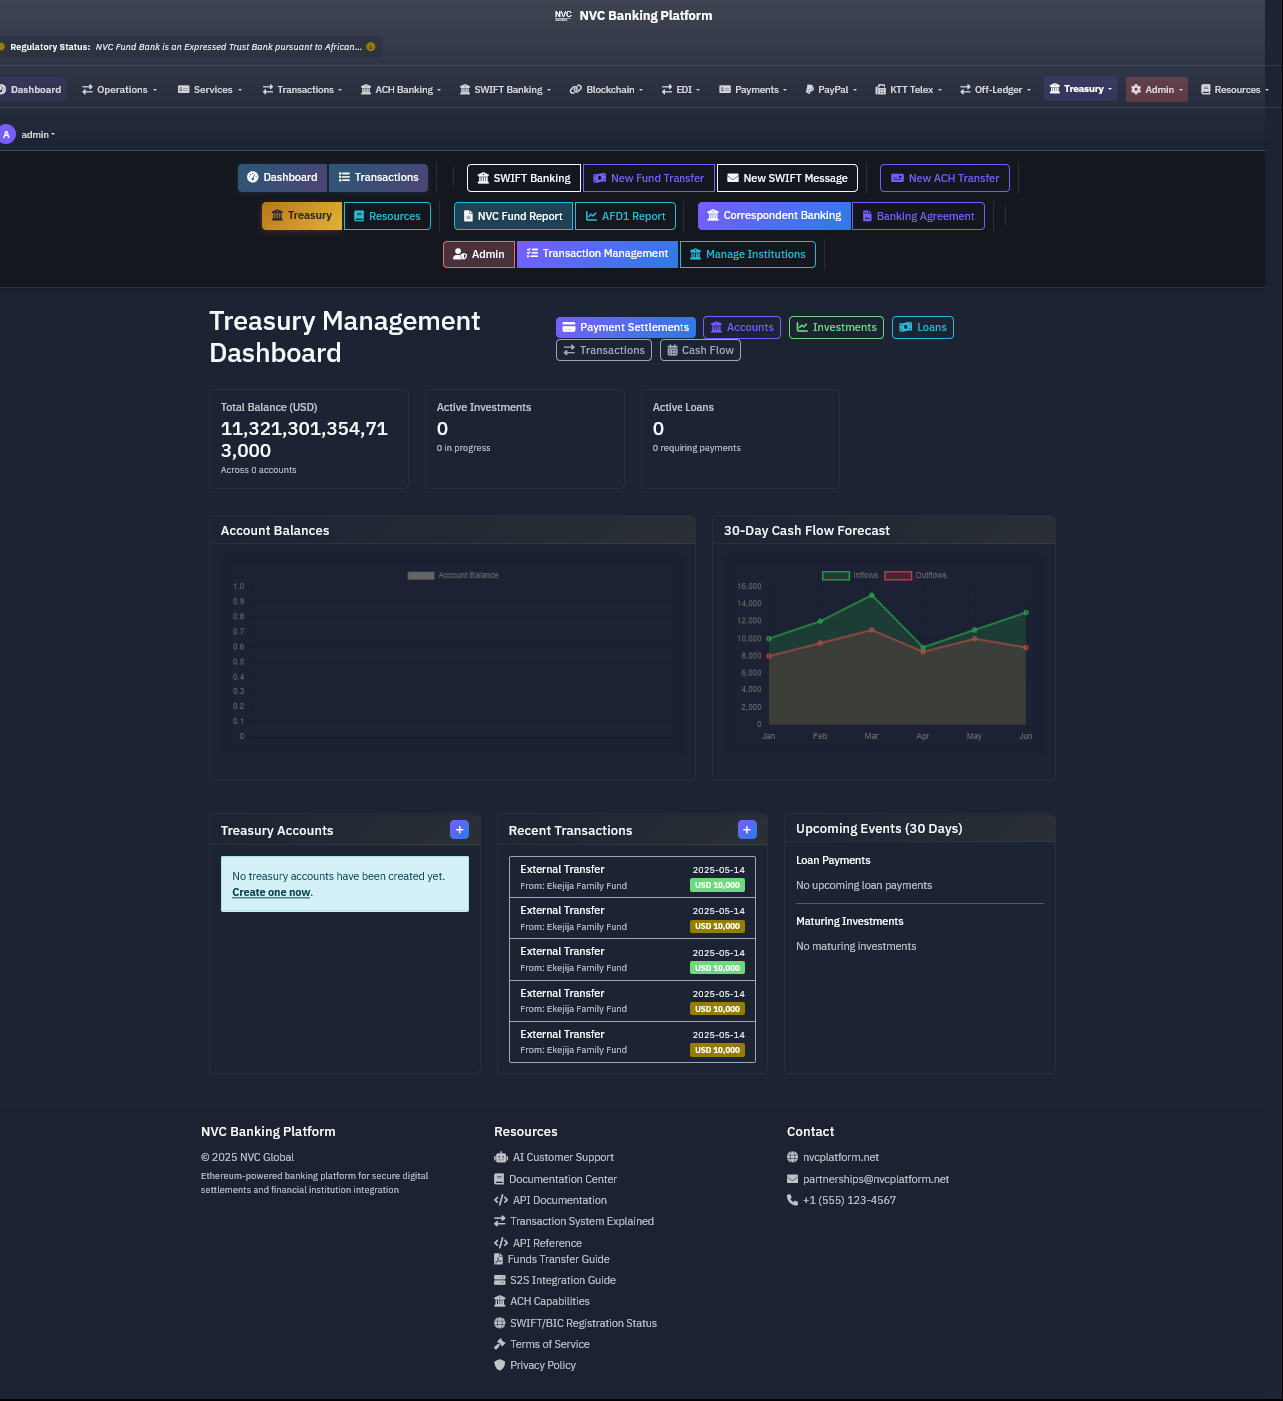 NVC GLOBAL NVC Banking Platform
Regulatory Status: NVC Fund Bank is an Expressed Trust Bank pursuant to African...
Dashboard Operations Services Transactions ACH Banking SWIFT Banking Blockchain EDI Payments PayPal KTT Telex Off-Ledger Treasury Admin Resources
A admin
Dashboard Transactions SWIFT Banking New Fund Transfer New SWIFT Message New ACH Transfer
Treasury Resources NVC Fund Report AFD1 Report Correspondent Banking Banking Agreement
Admin Transaction Management Manage Institutions
Treasury Management
Dashboard
Payment Settlements Accounts Investments Loans
Transactions Cash Flow
Total Balance (USD)
11,321,301,354,71
3,000
Across 0 accounts
Active Investments
0
0 in progress
Active Loans
0
0 requiring payments
Account Balances
Account Balance
1.0
0.9
0.8
0.7
0.6
0.5
0.4
0.3
0.2
0.1
0
30-Day Cash Flow Forecast
Inflows Outflows
16,000
14,000
12,000
10,000
8,000
6,000
4,000
2,000
0
Jan Feb Mar Apr May Jun
Treasury Accounts +
No treasury accounts have been created yet.
Create one now.
Recent Transactions +
External Transfer 2025-05-14
From: Ekejija Family Fund USD 10,000
External Transfer 2025-05-14
From: Ekejija Family Fund USD 10,000
External Transfer 2025-05-14
From: Ekejija Family Fund USD 10,000
External Transfer 2025-05-14
From: Ekejija Family Fund USD 10,000
External Transfer 2025-05-14
From: Ekejija Family Fund USD 10,000
Upcoming Events (30 Days)
Loan Payments
No upcoming loan payments
Maturing Investments
No maturing investments
NVC Banking Platform
© 2025 NVC Global
Ethereum-powered banking platform for secure digital
settlements and financial institution integration
Resources
AI Customer Support
Documentation Center
API Documentation
Transaction System Explained
API Reference
Funds Transfer Guide
S2S Integration Guide
ACH Capabilities
SWIFT/BIC Registration Status
Terms of Service
Privacy Policy
Contact
nvcplatform.net
partnerships@nvcplatform.net
+1 (555) 123-4567